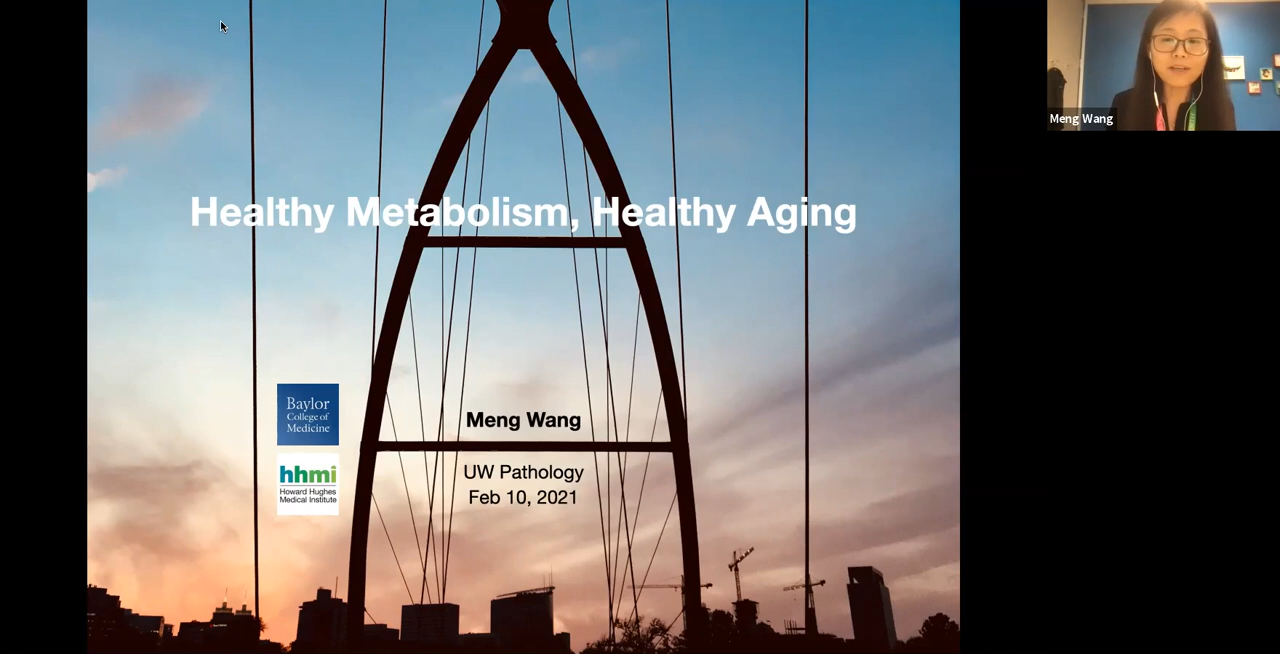 Healthy Metabolism, Healthy Aging
Baylor
College of
Medicine
hhmi
Howard Hughes
Medical Institute
Meng Wang
UW Pathology
Feb 10, 2021
Meng Wang